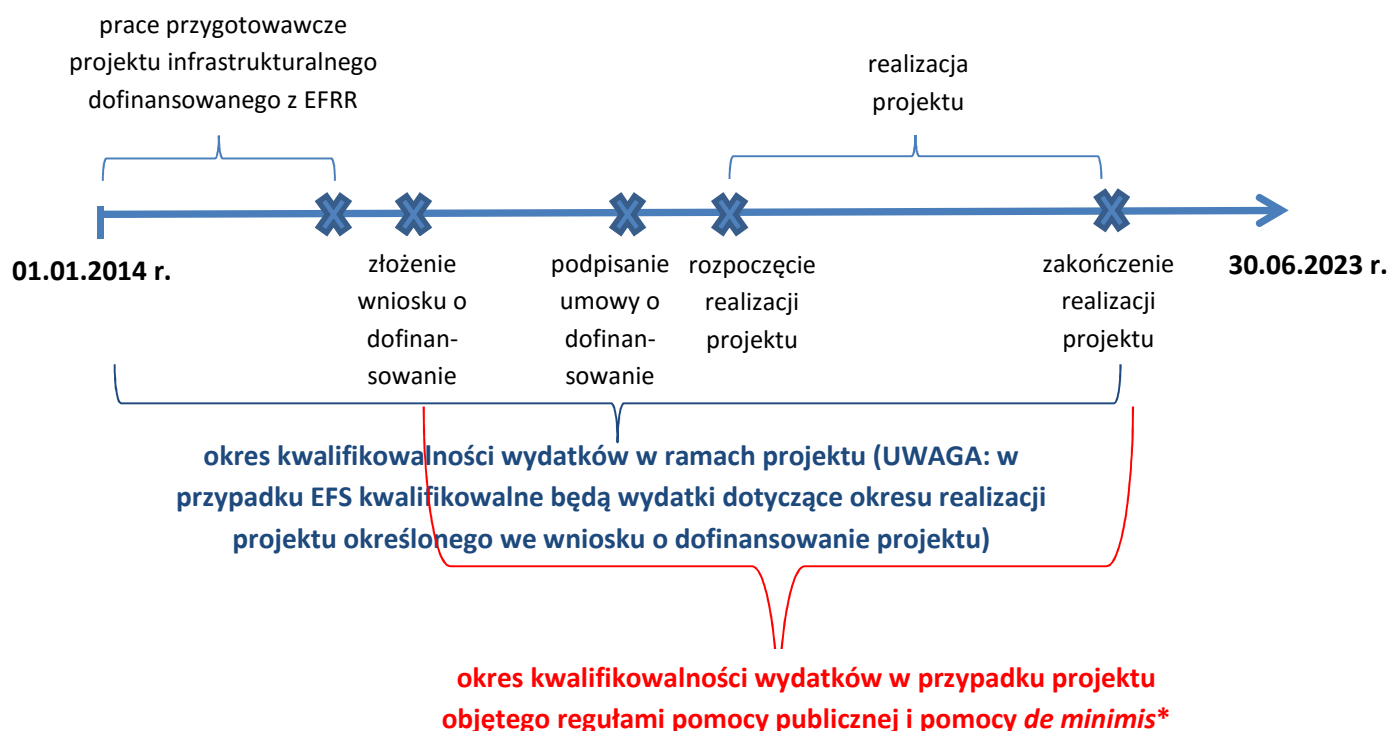 prace przygotowawcze
projektu infrastrukturalnego
dofinansowanego z EFRR
realizacja
projektu
01.01.2014 r.
złożenie
wniosku o
dofinan-
sowanie
podpisanie
umowy o
dofinan-
sowanie
rozpoczęcie
realizacji
projektu
zakończenie
realizacji
projektu
30.06.2023 r.
okres kwalifikowalności wydatków w ramach projektu (UWAGA: w
przypadku EFS kwalifikowalne będą wydatki dotyczące okresu realizacji
projektu określonego we wniosku o dofinansowanie projektu)
okres kwalifikowalności wydatków w przypadku projektu
objętego regułami pomocy publicznej i pomocy de minimis*